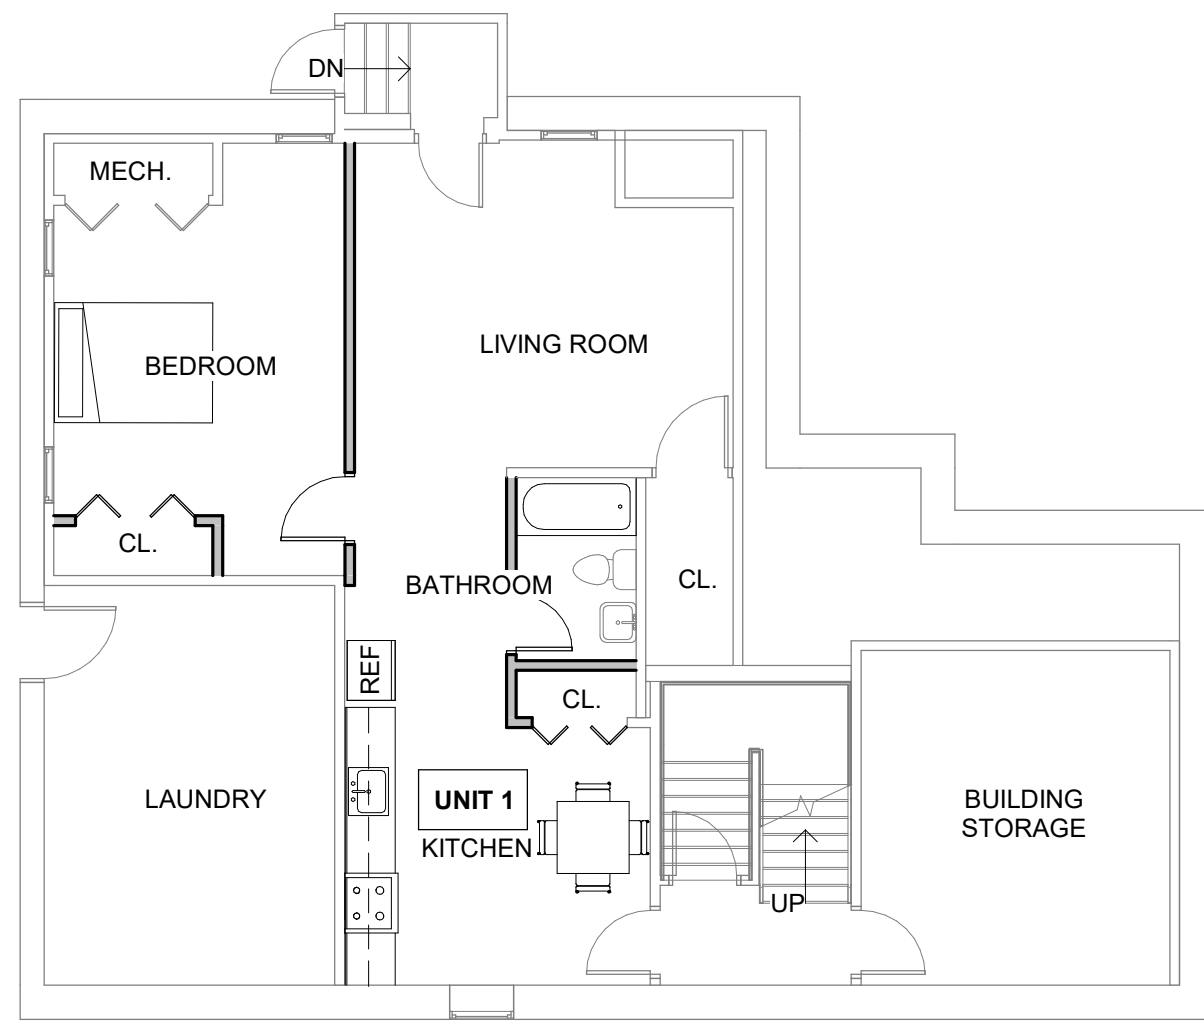 DN
MECH.
LIVING ROOM
BEDROOM
CL.
BATHROOM
CL.
REF
CL.
LAUNDRY
UNIT 1
KITCHEN
BUILDING
STORAGE
UP